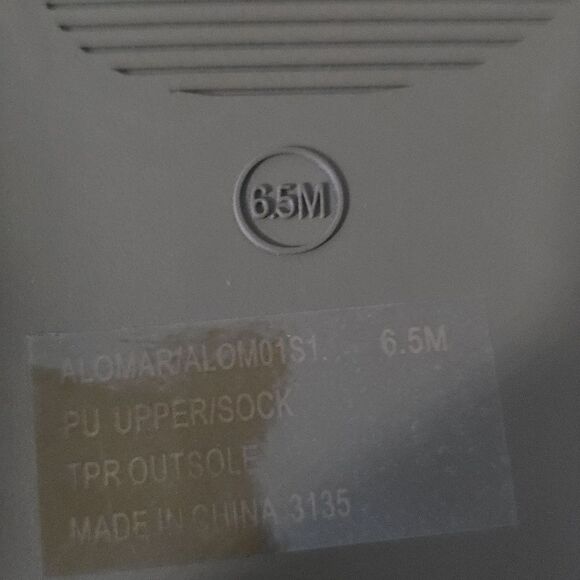 6.5M
ALOMAR/ALOM01S1. 6.5M
PU UPPER/SOCK
TPR OUTSOLE
MADE IN CHINA 3135